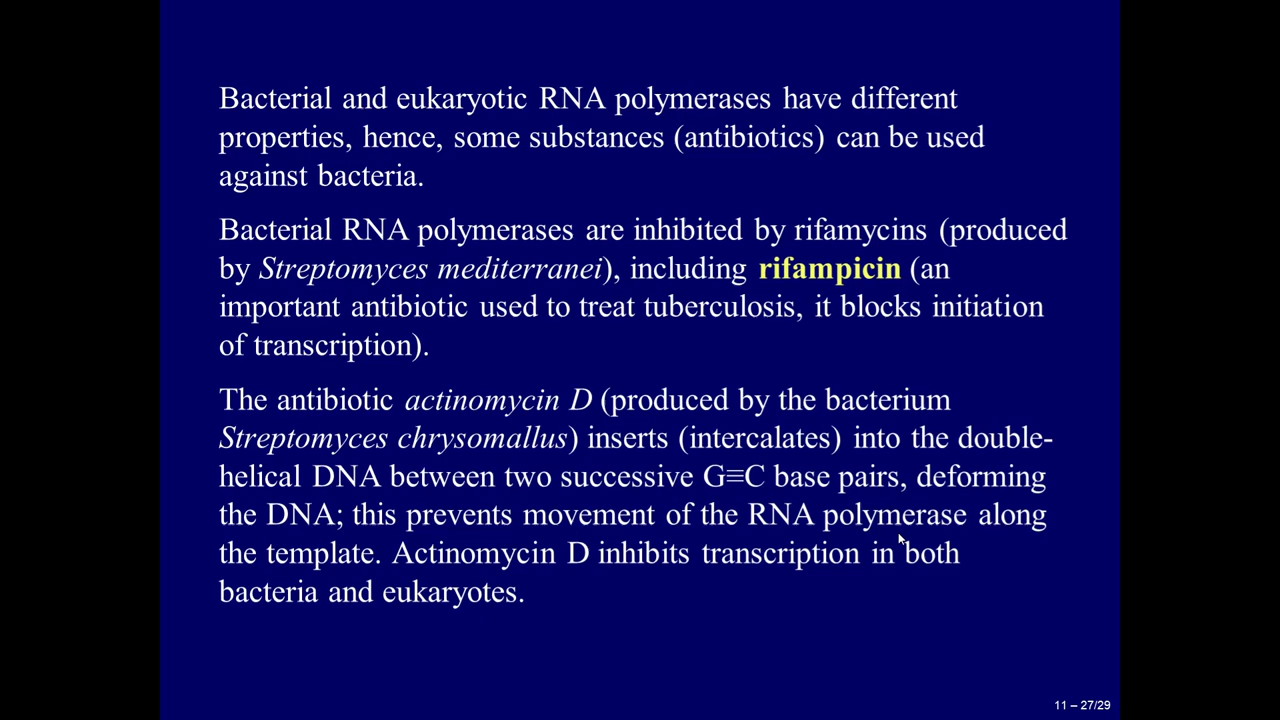 Bacterial and eukaryotic RNA polymerases have different
properties, hence, some substances (antibiotics) can be used
against bacteria.
Bacterial RNA polymerases are inhibited by rifamycins (produced
by Streptomyces mediterranei), including rifampicin (an
important antibiotic used to treat tuberculosis, it blocks initiation
of transcription).
The antibiotic actinomycin D (produced by the bacterium
Streptomyces chrysomallus) inserts (intercalates) into the double-
helical DNA between two successive G≡C base pairs, deforming
the DNA; this prevents movement of the RNA polymerase along
the template. Actinomycin D inhibits transcription in both
bacteria and eukaryotes.
11 – 27/29